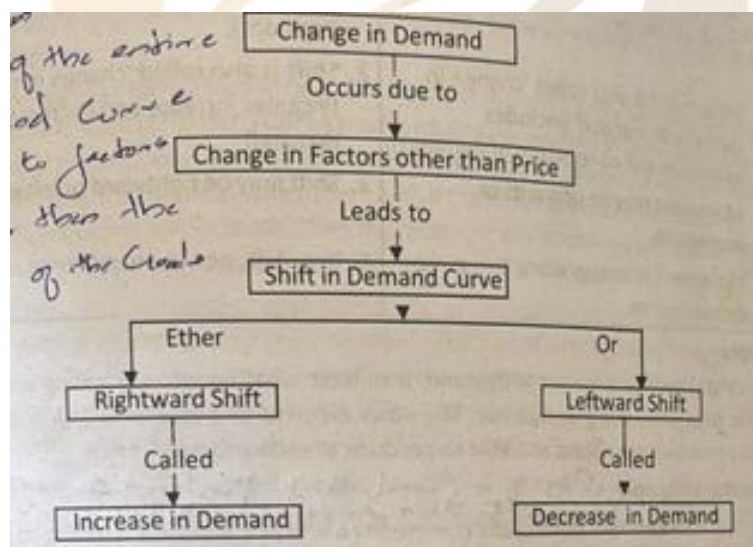 Change in Demand
of the entire
Occurs due to
Curve
to factors
Change in Factors other than Price
than the
Leads to
of the
Shift in Demand Curve
Ether
Or
Rightward Shift
Leftward Shift
Called
Called
Increase in Demand
Decrease in Demand